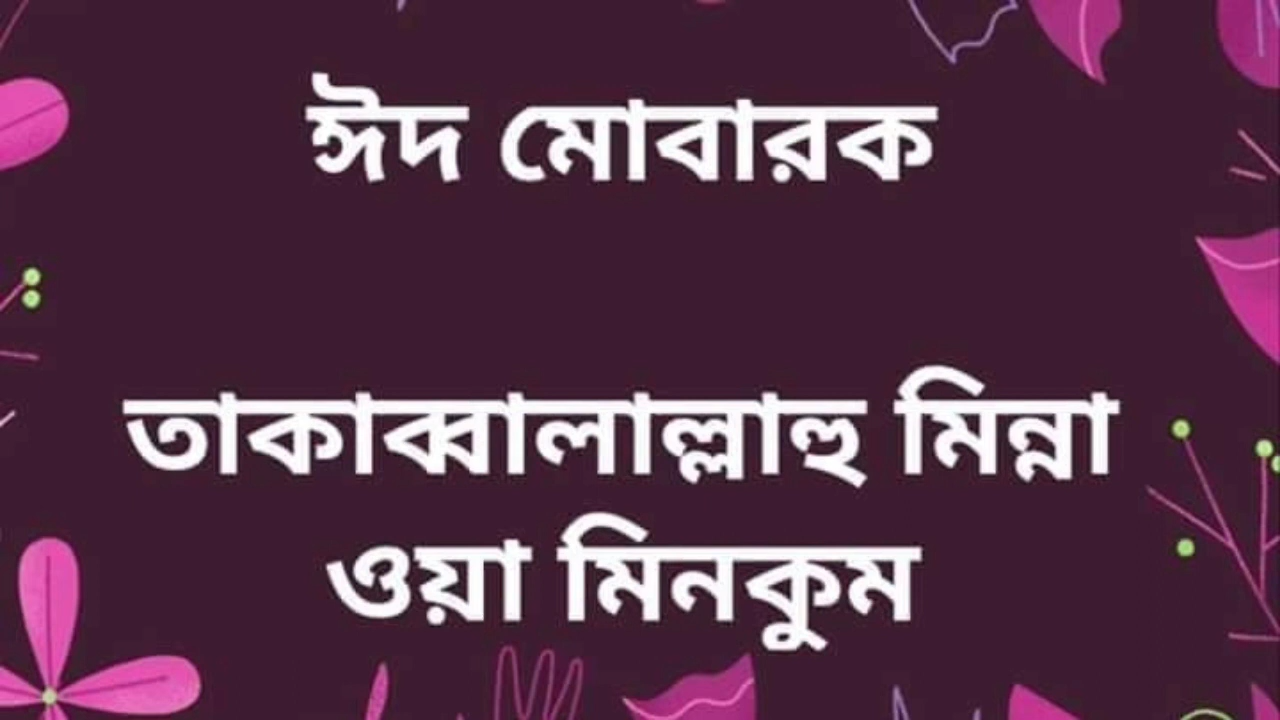 ঈদ মোবারক
তাকাব্বালাল্লাহু মিন্না
ওয়া মিনকুম